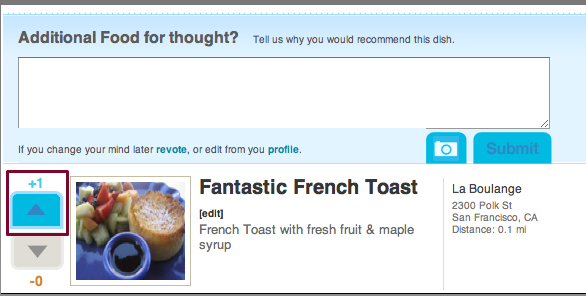 Additional Food for thought? Tell us why you would recommend this dish.
If you change your mind later revote, or edit from you profile.
Submit
+1
-0
Fantastic French Toast
[edit]
French Toast with fresh fruit & maple
syrup
La Boulange
2300 Polk St
San Francisco, CA
Distance: 0.1 mi